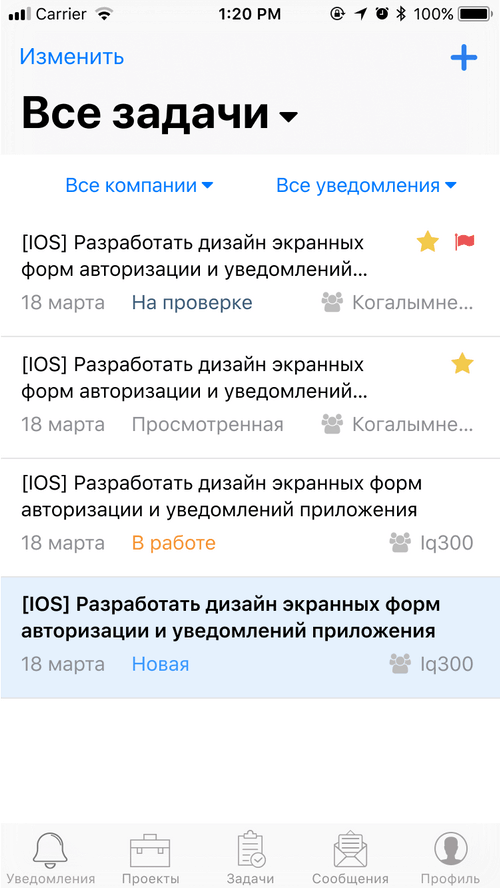 Carrier 1:20 PM 100%
Изменить
Все задачи
Все компании Все уведомления
[IOS] Разработать дизайн экранных
форм авторизации и уведомлений...
18 марта На проверке Когалымне...
[IOS] Разработать дизайн экранных
форм авторизации и уведомлений...
18 марта Просмотренная Когалымне...
[IOS] Разработать дизайн экранных форм
авторизации и уведомлений приложения
18 марта В работе Iq300
[IOS] Разработать дизайн экранных форм
авторизации и уведомлений приложения
18 марта Новая Iq300
Уведомления Проекты Задачи Сообщения Профиль